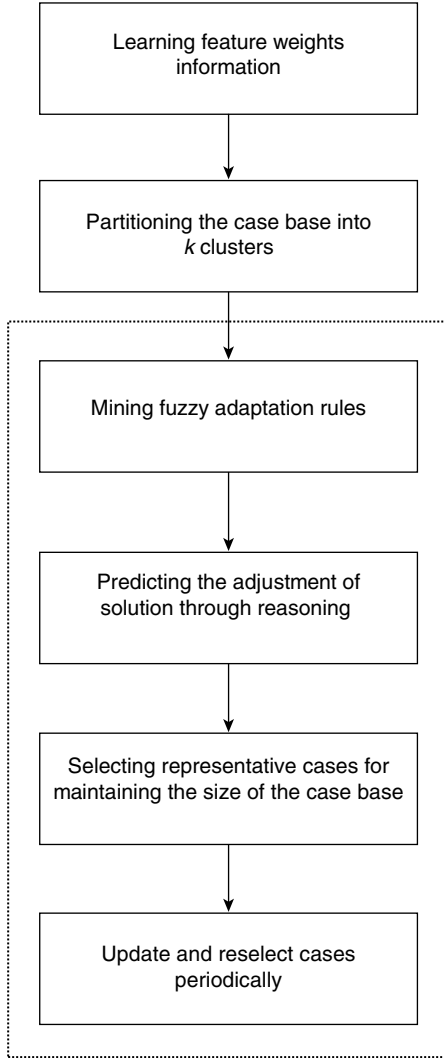 Learning feature weights
information
Partitioning the case base into
k clusters
Mining fuzzy adaptation rules
Predicting the adjustment of
solution through reasoning
Selecting representative cases for
maintaining the size of the case base
Update and reselect cases
periodically